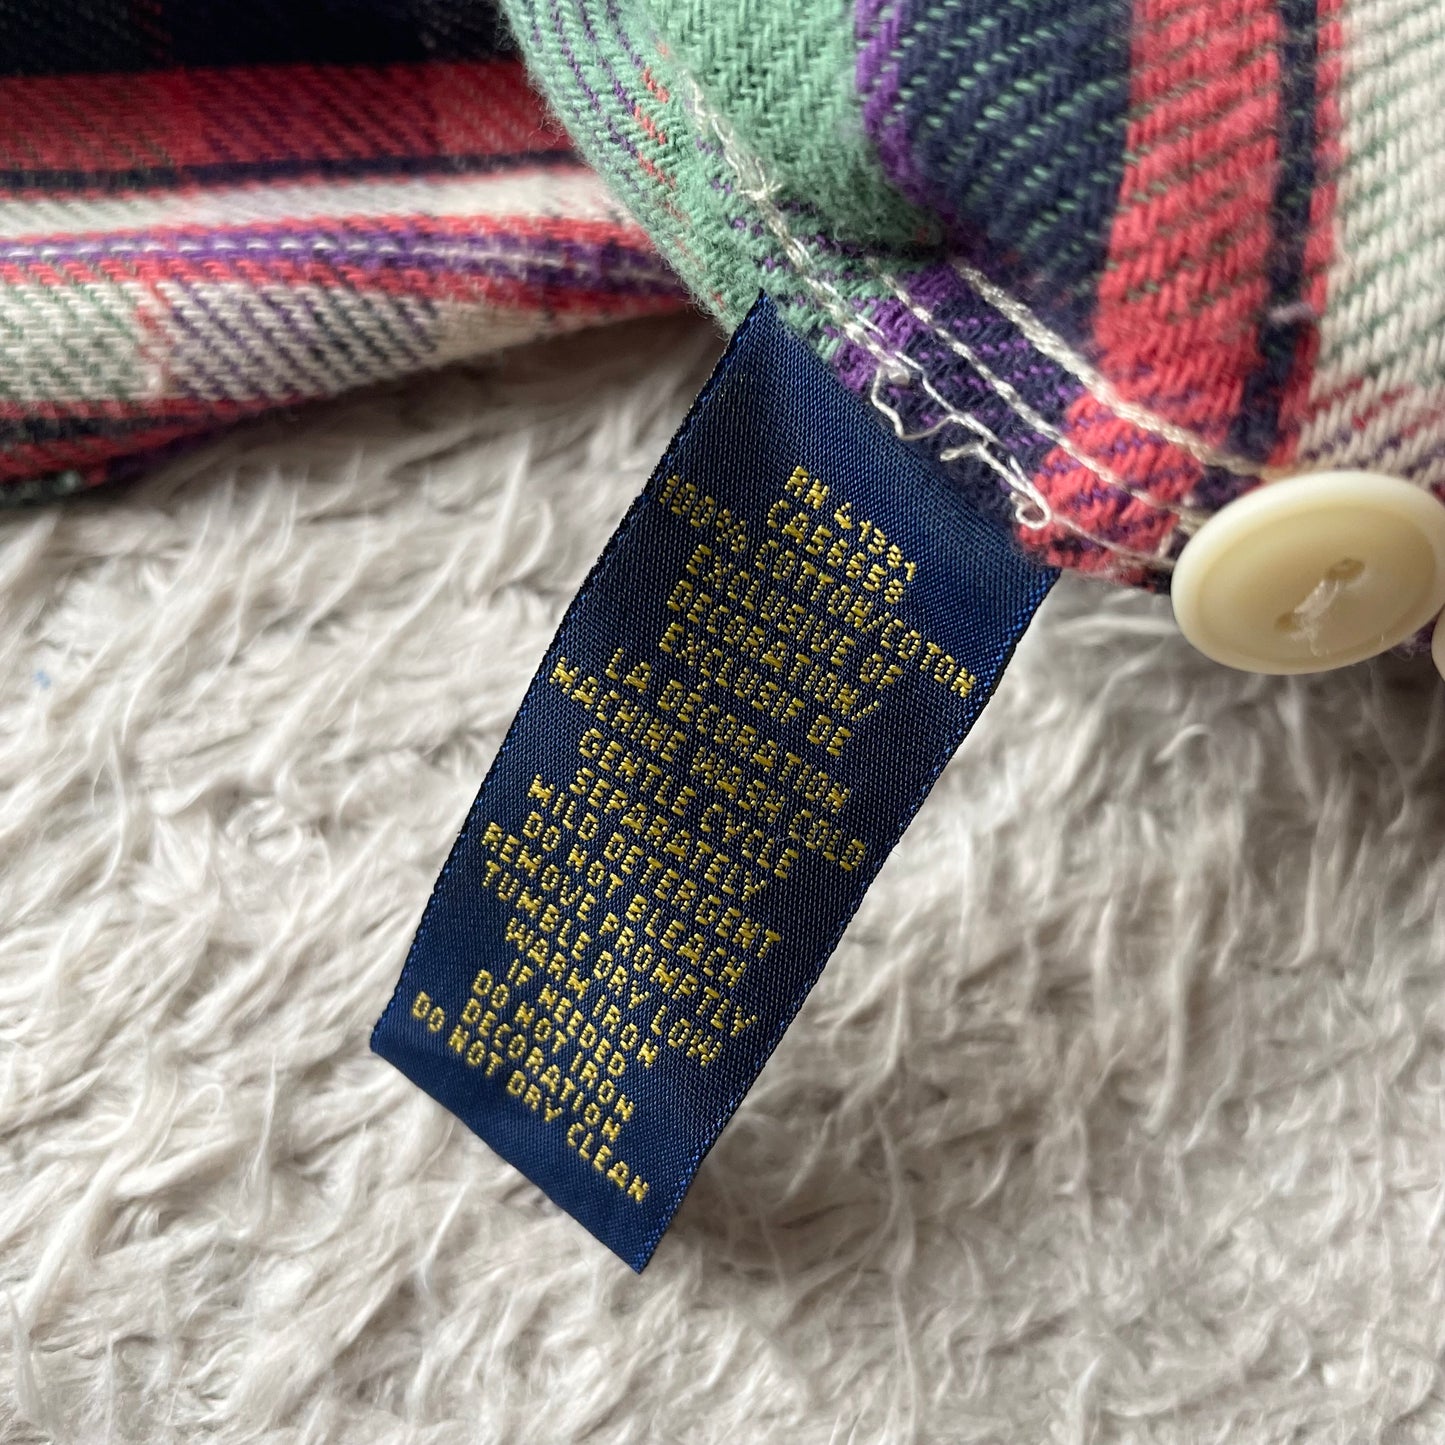 RN 41381
CA58969
100% COTTON/COTON
EXCLUSIVE OF
DECORATION/
EXCLUSIF DE
LA DÉCORATION
MACHINE WASH COLD
GENTLE CYCLE
SEPARATELY
MILD DETERGENT
DO NOT BLEACH
REMOVE PROMPTLY
TUMBLE DRY LOW
WARM IRON
IF NEEDED
DO NOT IRON
DECORATION
DO NOT DRY CLEAN